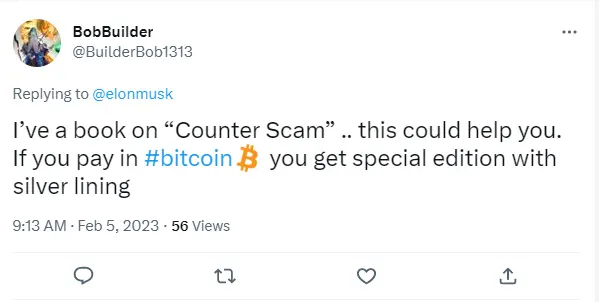 BobBuilder
@BuilderBob1313
Replying to @elonmusk
I’ve a book on “Counter Scam” .. this could help you.
If you pay in #bitcoin you get special edition with
silver lining
9:13 AM · Feb 5, 2023 · 56 Views